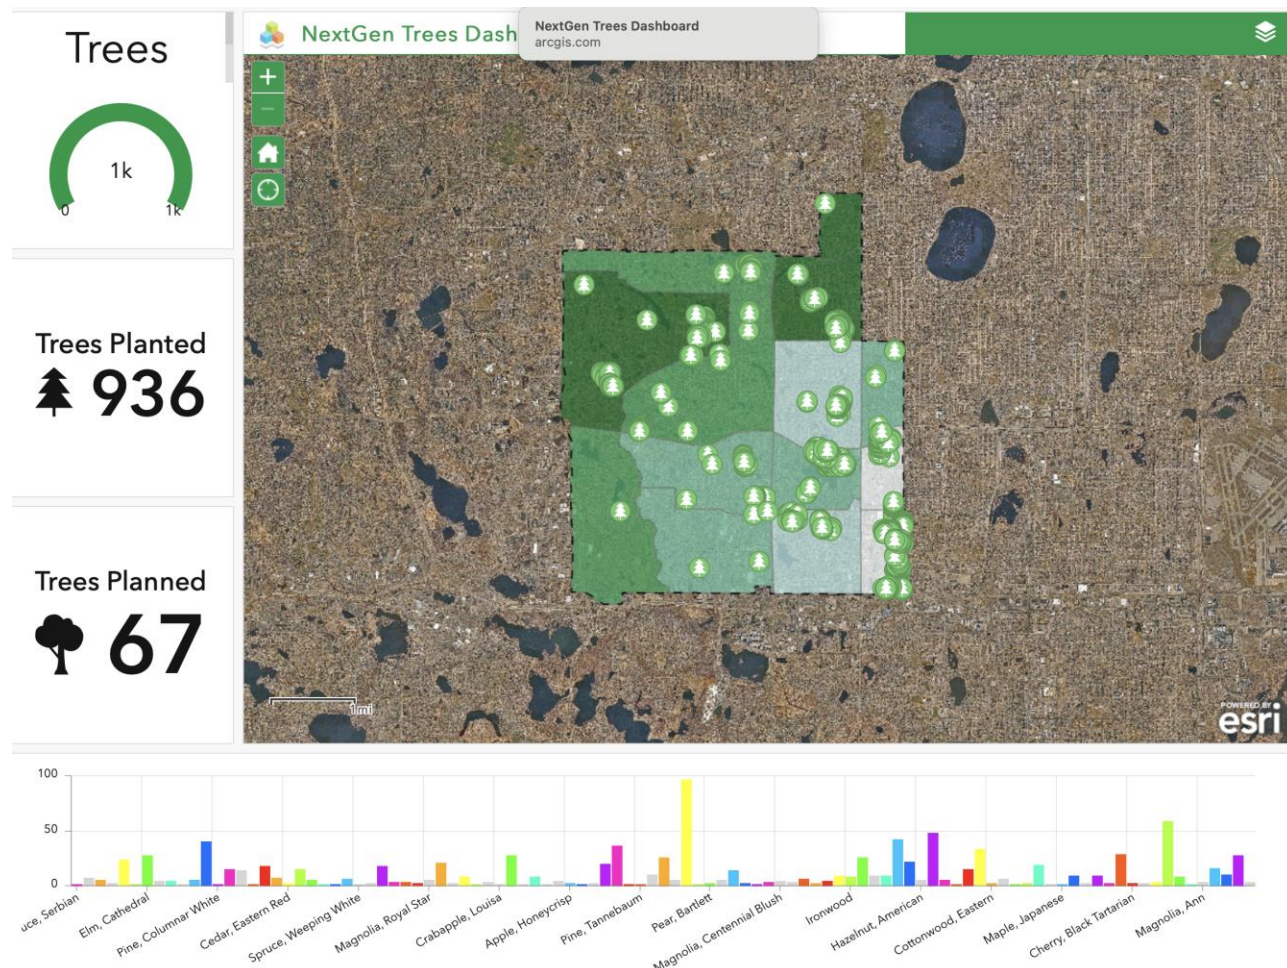 Trees
1k
0
1k
Trees Planted
936
Trees Planned
67
NextGen Trees Dash
NextGen Trees Dashboard
arcgis.com
1mi
POWERED BY
esri
100
50
0
uce, Serbian
Elm, Cathedral
Pine, Columnar White
Cedar, Eastern Red
Spruce, Weeping White
Magnolia, Royal Star
Crabapple, Louisa
Apple, Honeycrisp
Pine, Tannebaum
Pear, Bartlett
Magnolia, Centennial Blush
Ironwood
Hazelnut, American
Cottonwood, Eastern
Maple, Japanese
Cherry, Black Tartarian
Magnolia, Ann